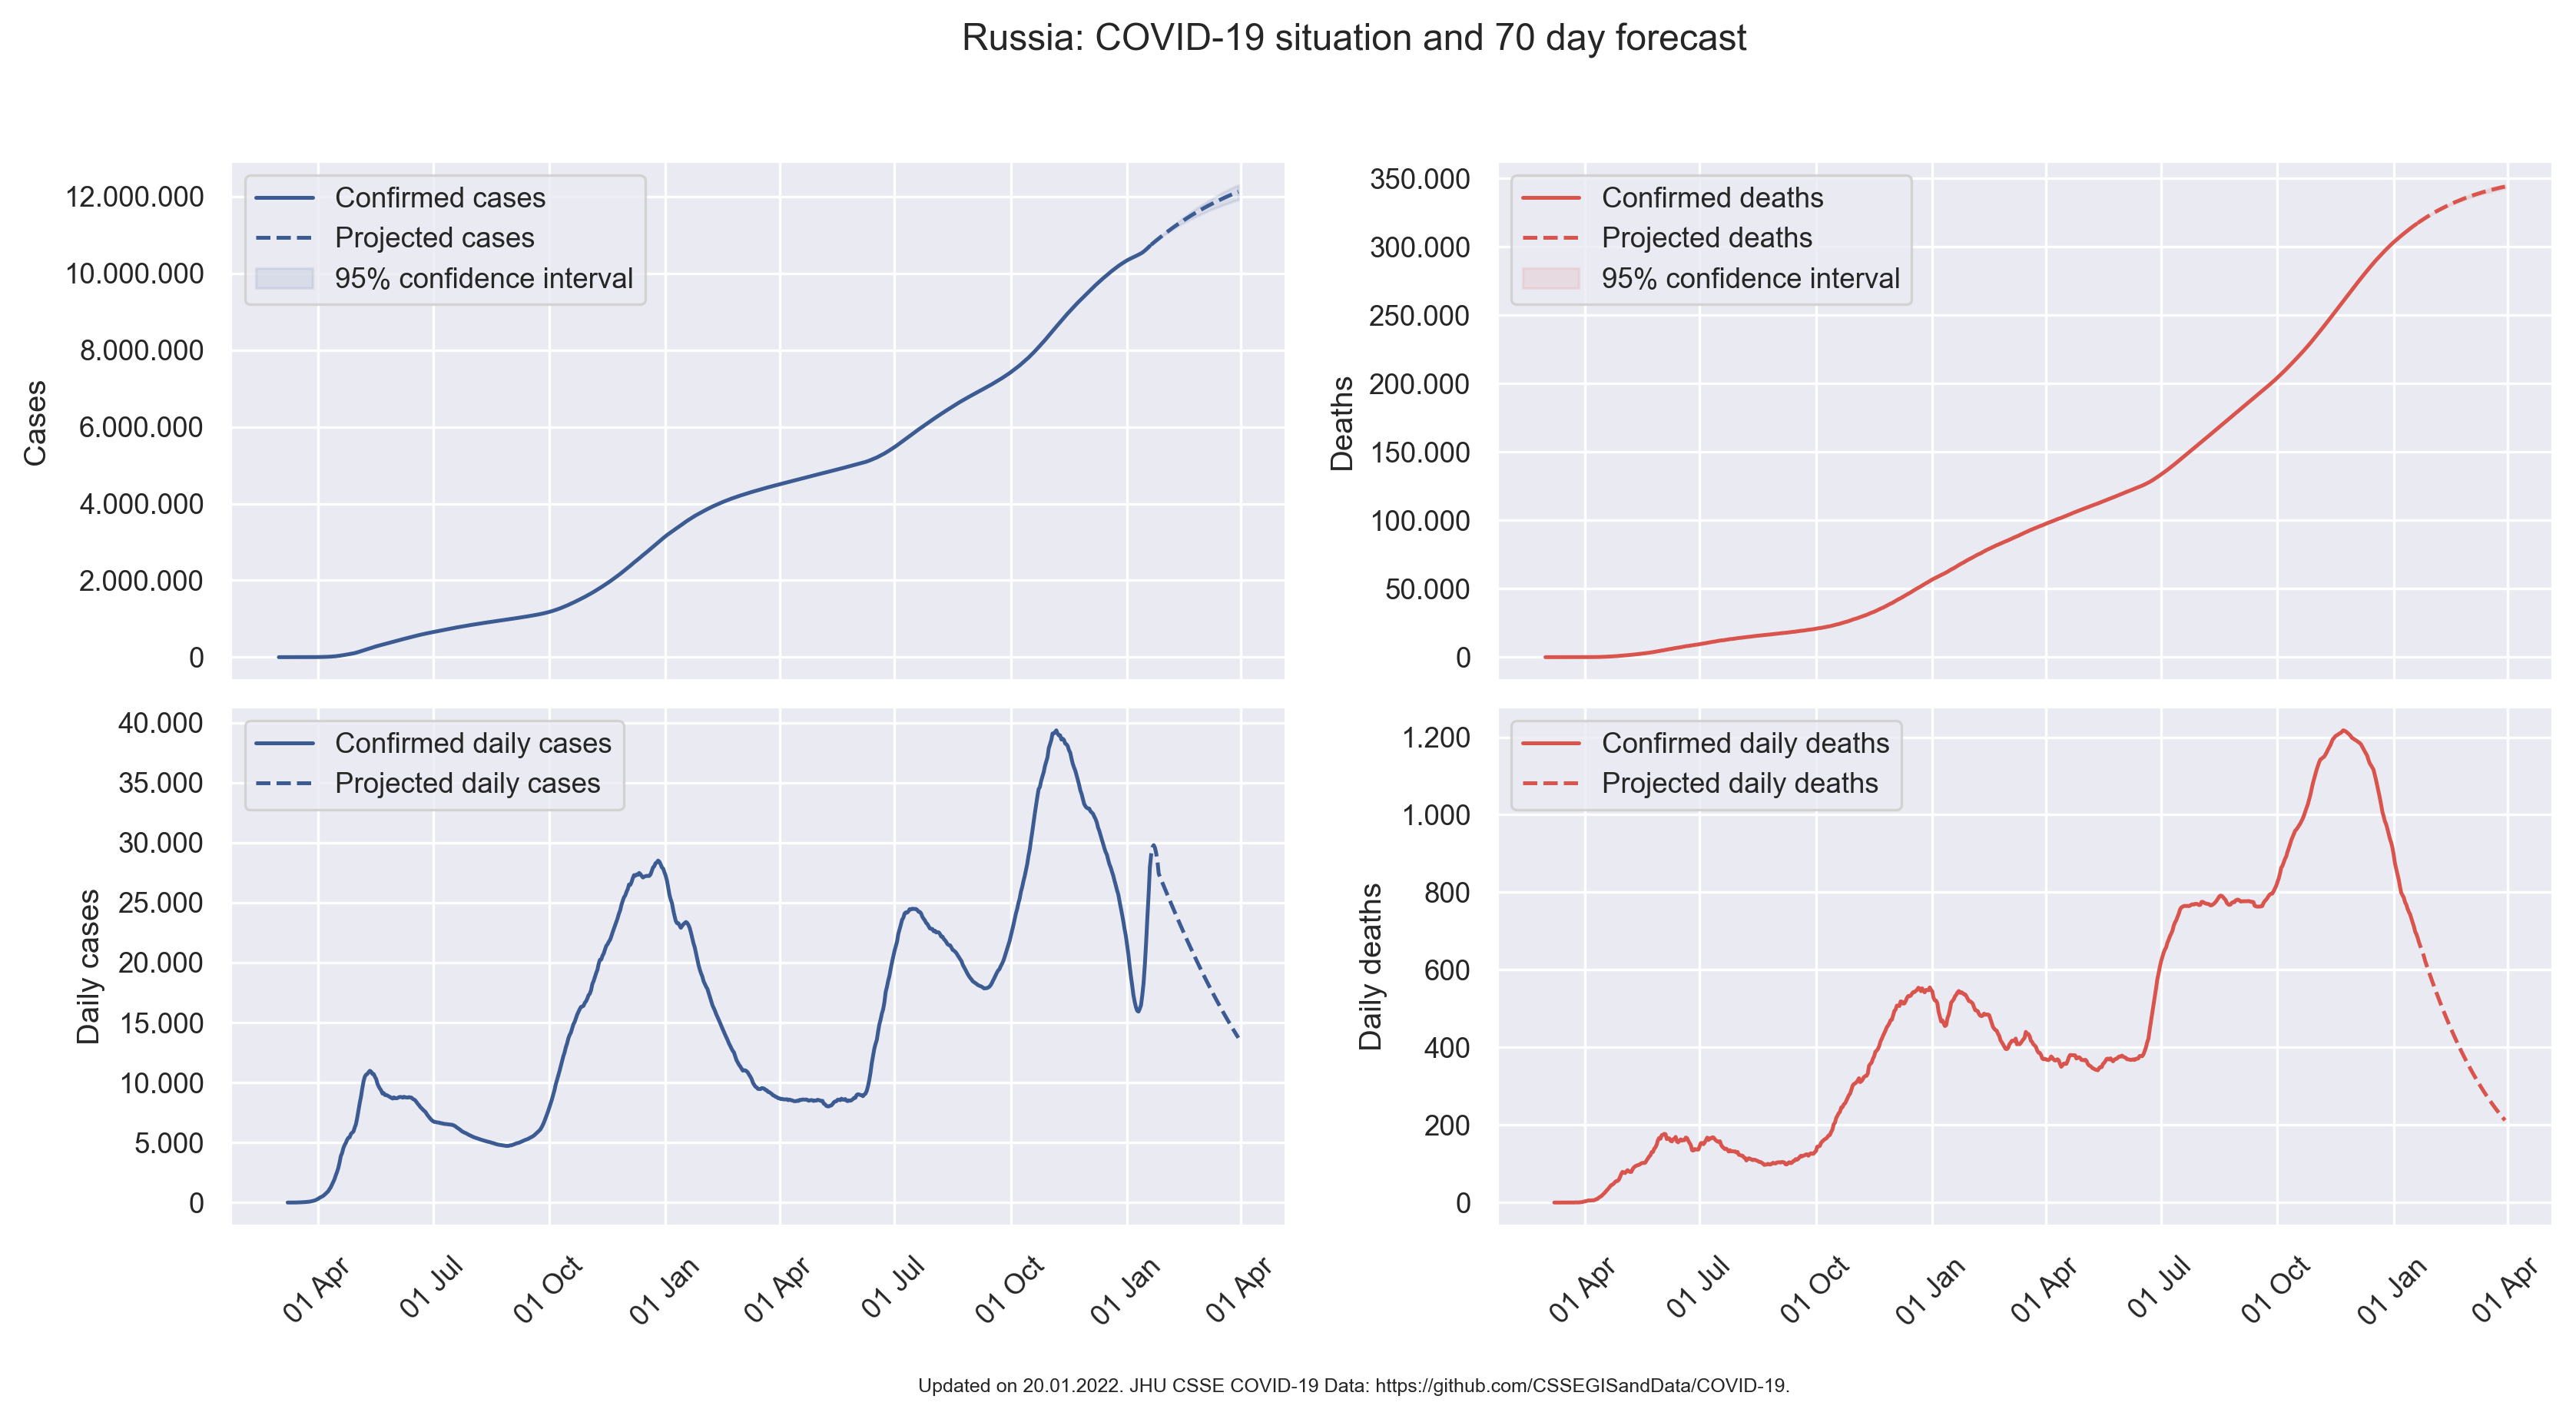 Russia: COVID-19 situation and 70 day forecast
Cases
12.000.000
10.000.000
8.000.000
6.000.000
4.000.000
2.000.000
0
Confirmed cases
Projected cases
95% confidence interval
Deaths
350.000
300.000
250.000
200.000
150.000
100.000
50.000
0
Confirmed deaths
Projected deaths
95% confidence interval
Daily cases
40.000
35.000
30.000
25.000
20.000
15.000
10.000
5.000
0
Confirmed daily cases
Projected daily cases
01 Apr
01 Jul
01 Oct
01 Jan
01 Apr
01 Jul
01 Oct
01 Jan
01 Apr
Daily deaths
1.200
1.000
800
600
400
200
0
Confirmed daily deaths
Projected daily deaths
01 Apr
01 Jul
01 Oct
01 Jan
01 Apr
01 Jul
01 Oct
01 Jan
01 Apr
Updated on 20.01.2022. JHU CSSE COVID-19 Data: https://github.com/CSSEGISandData/COVID-19.